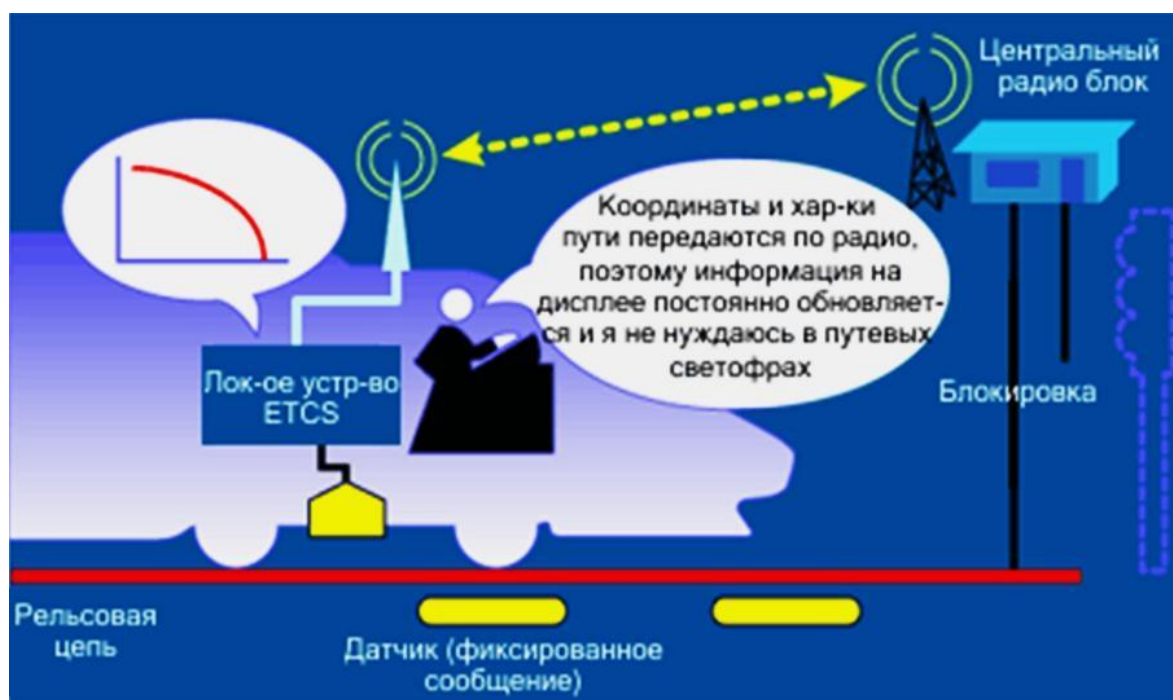 Центральный
радио блок
Координаты и хар-ки
пути передаются по радио,
поэтому информация на
дисплее постоянно обновляет-
ся и я не нуждаюсь в путевых
светофрах
Лок-ое устр-во
ETCS
Блокировка
Рельсовая
цепь
Датчик (фиксированное
сообщение)